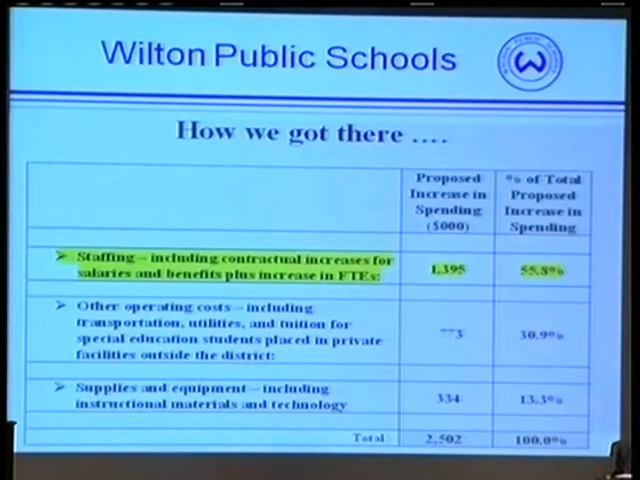 Wilton Public Schools
WILTON PUBLIC SCHOOLS
W
How we got there ....
Proposed Increase in Spending ($000)
% of Total Proposed Increase in Spending
➢ Staffing – including contractual increases for
salaries and benefits plus increase in FTEs:
1,395
55.8%
➢ Other operating costs – including
transportation, utilities, and tuition for
special education students placed in private
facilities outside the district:
773
30.9%
➢ Supplies and equipment – including
instructional materials and technology
334
13.3%
Total
2,502
100.0%